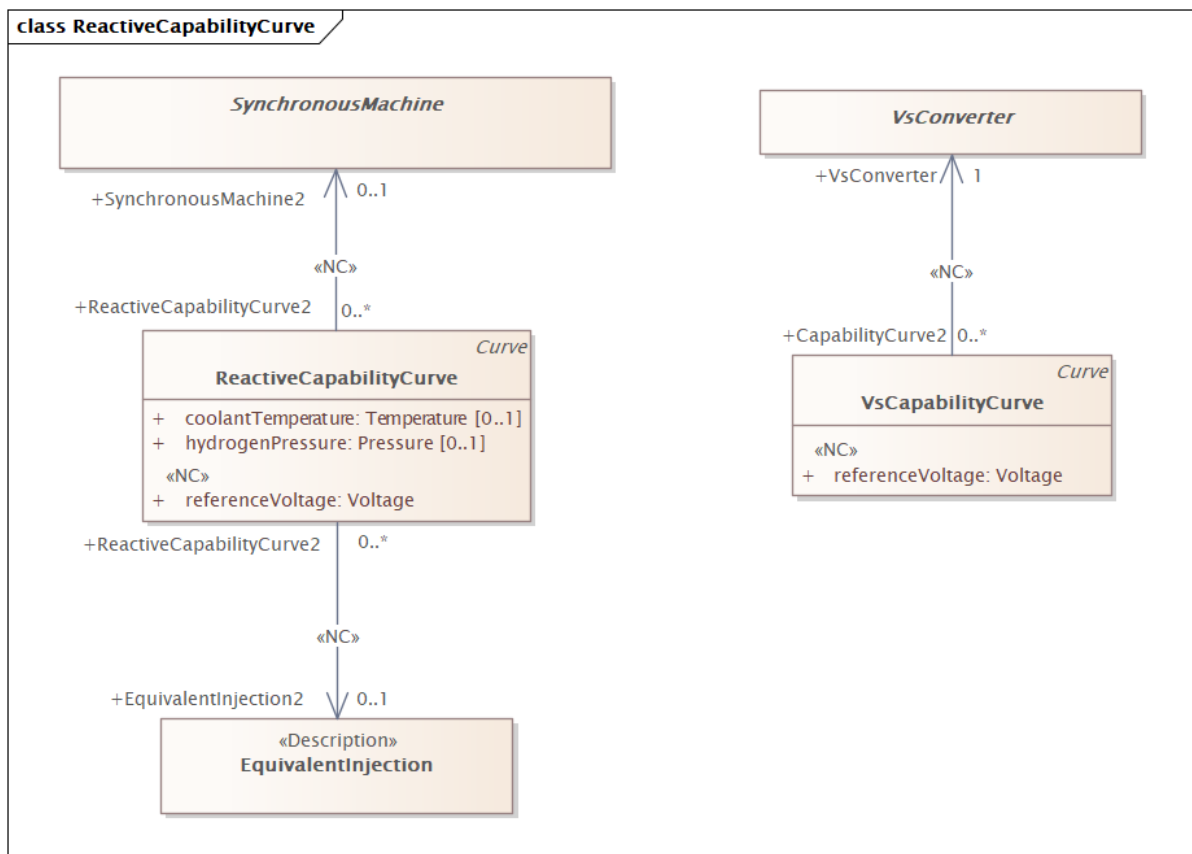 class ReactiveCapabilityCurve
SynchronousMachine
+SynchronousMachine2
0..1
«NC»
+ReactiveCapabilityCurve2
0..*
Curve
ReactiveCapabilityCurve
+ coolantTemperature: Temperature [0..1]
+ hydrogenPressure: Pressure [0..1]
«NC»
+ referenceVoltage: Voltage
+ReactiveCapabilityCurve2
0..*
«NC»
+EquivalentInjection2
0..1
«Description»
EquivalentInjection
VsConverter
+VsConverter
1
«NC»
+CapabilityCurve2
0..*
Curve
VsCapabilityCurve
«NC»
+ referenceVoltage: Voltage